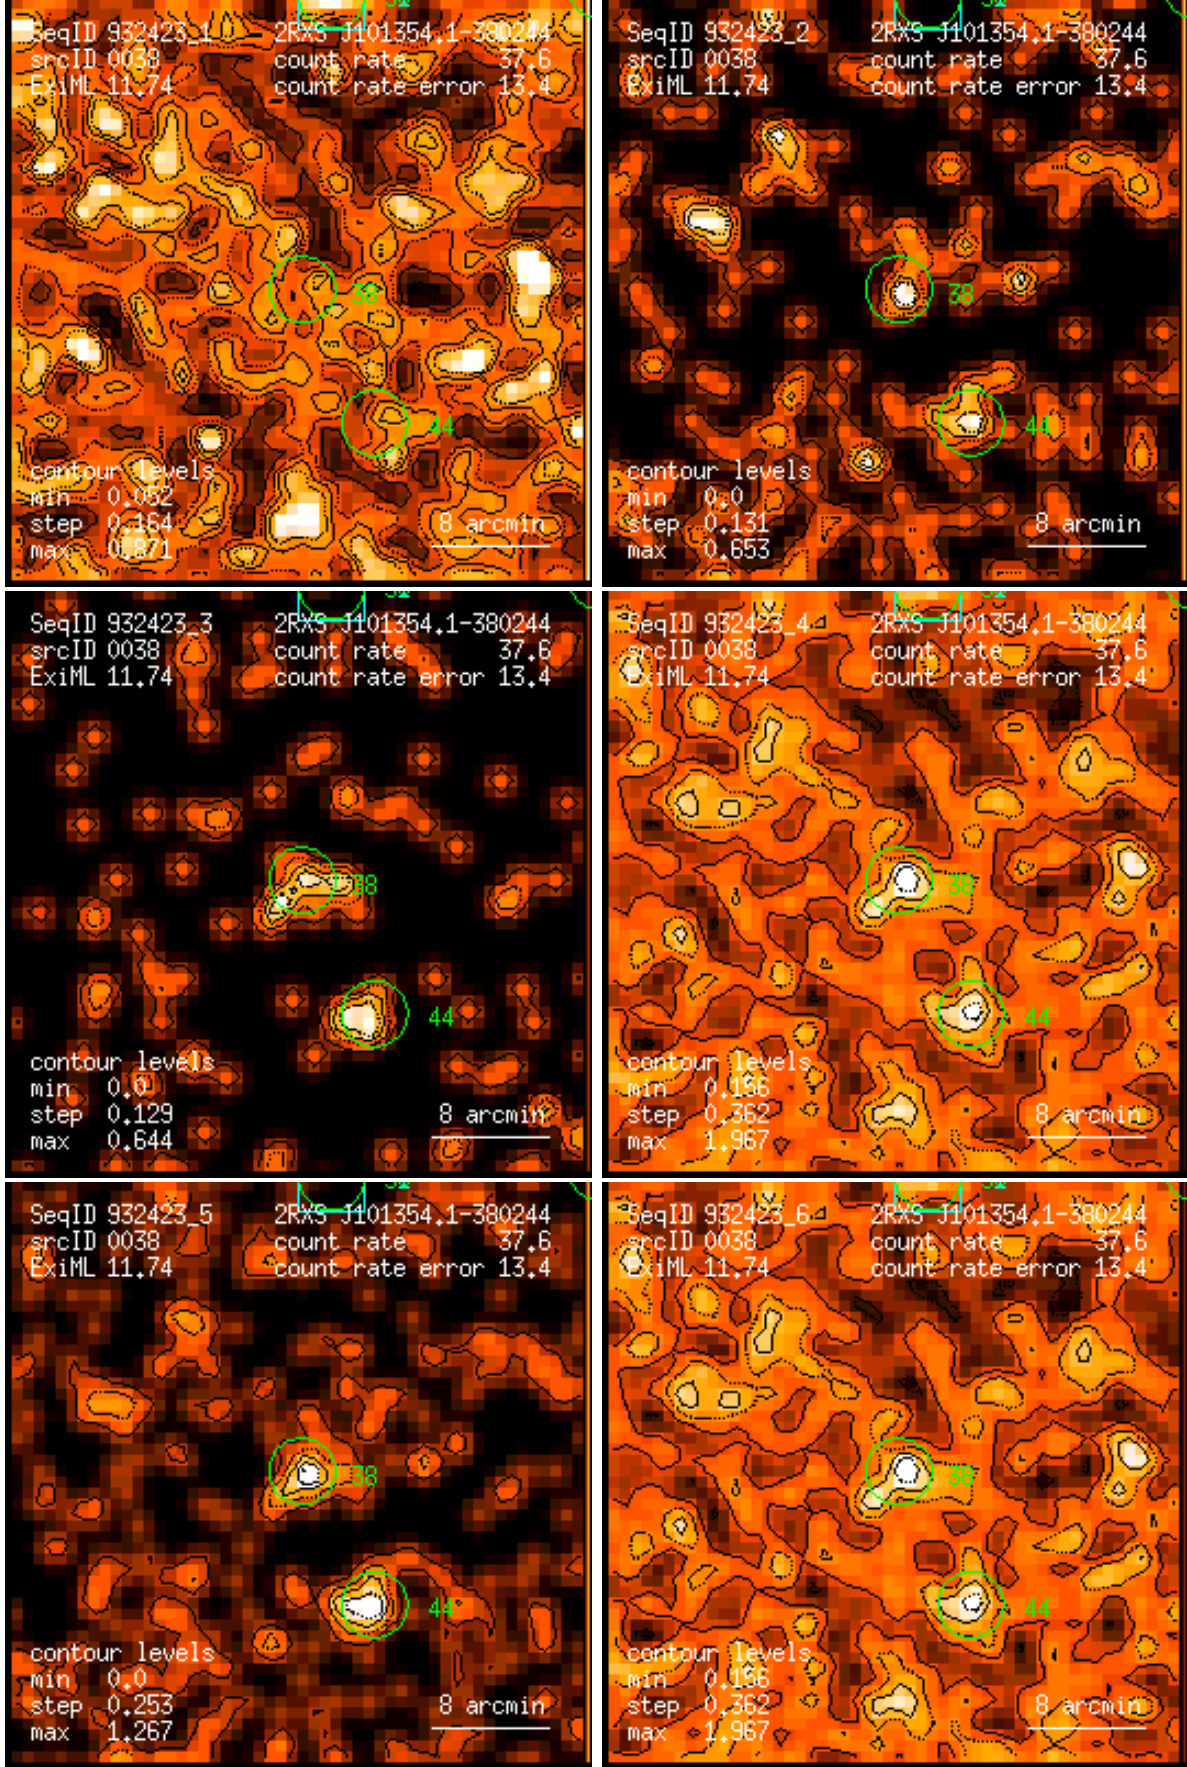 SeqID 932423_1 2RXS J101354.1-380244
srcID 0038 count rate 37.6
ExiML 11.74 count rate error 13.4
38
44
contour levels
min 0.052
step 0.164 8 arcmin
max 0.871
SeqID 932423_2 2RXS J101354.1-380244
srcID 0038 count rate 37.6
ExiML 11.74 count rate error 13.4
38
44
contour levels
min 0.0
step 0.131 8 arcmin
max 0.653
SeqID 932423_3 2RXS J101354.1-380244
srcID 0038 count rate 37.6
ExiML 11.74 count rate error 13.4
38
44
contour levels
min 0.0
step 0.129 8 arcmin
max 0.644
SeqID 932423_4 2RXS J101354.1-380244
srcID 0038 count rate 37.6
ExiML 11.74 count rate error 13.4
38
44
contour levels
min 0.156
step 0.362 8 arcmin
max 1.967
SeqID 932423_5 2RXS J101354.1-380244
srcID 0038 count rate 37.6
ExiML 11.74 count rate error 13.4
38
44
contour levels
min 0.0
step 0.253 8 arcmin
max 1.267
SeqID 932423_6 2RXS J101354.1-380244
srcID 0038 count rate 37.6
ExiML 11.74 count rate error 13.4
38
44
contour levels
min 0.156
step 0.362 8 arcmin
max 1.967